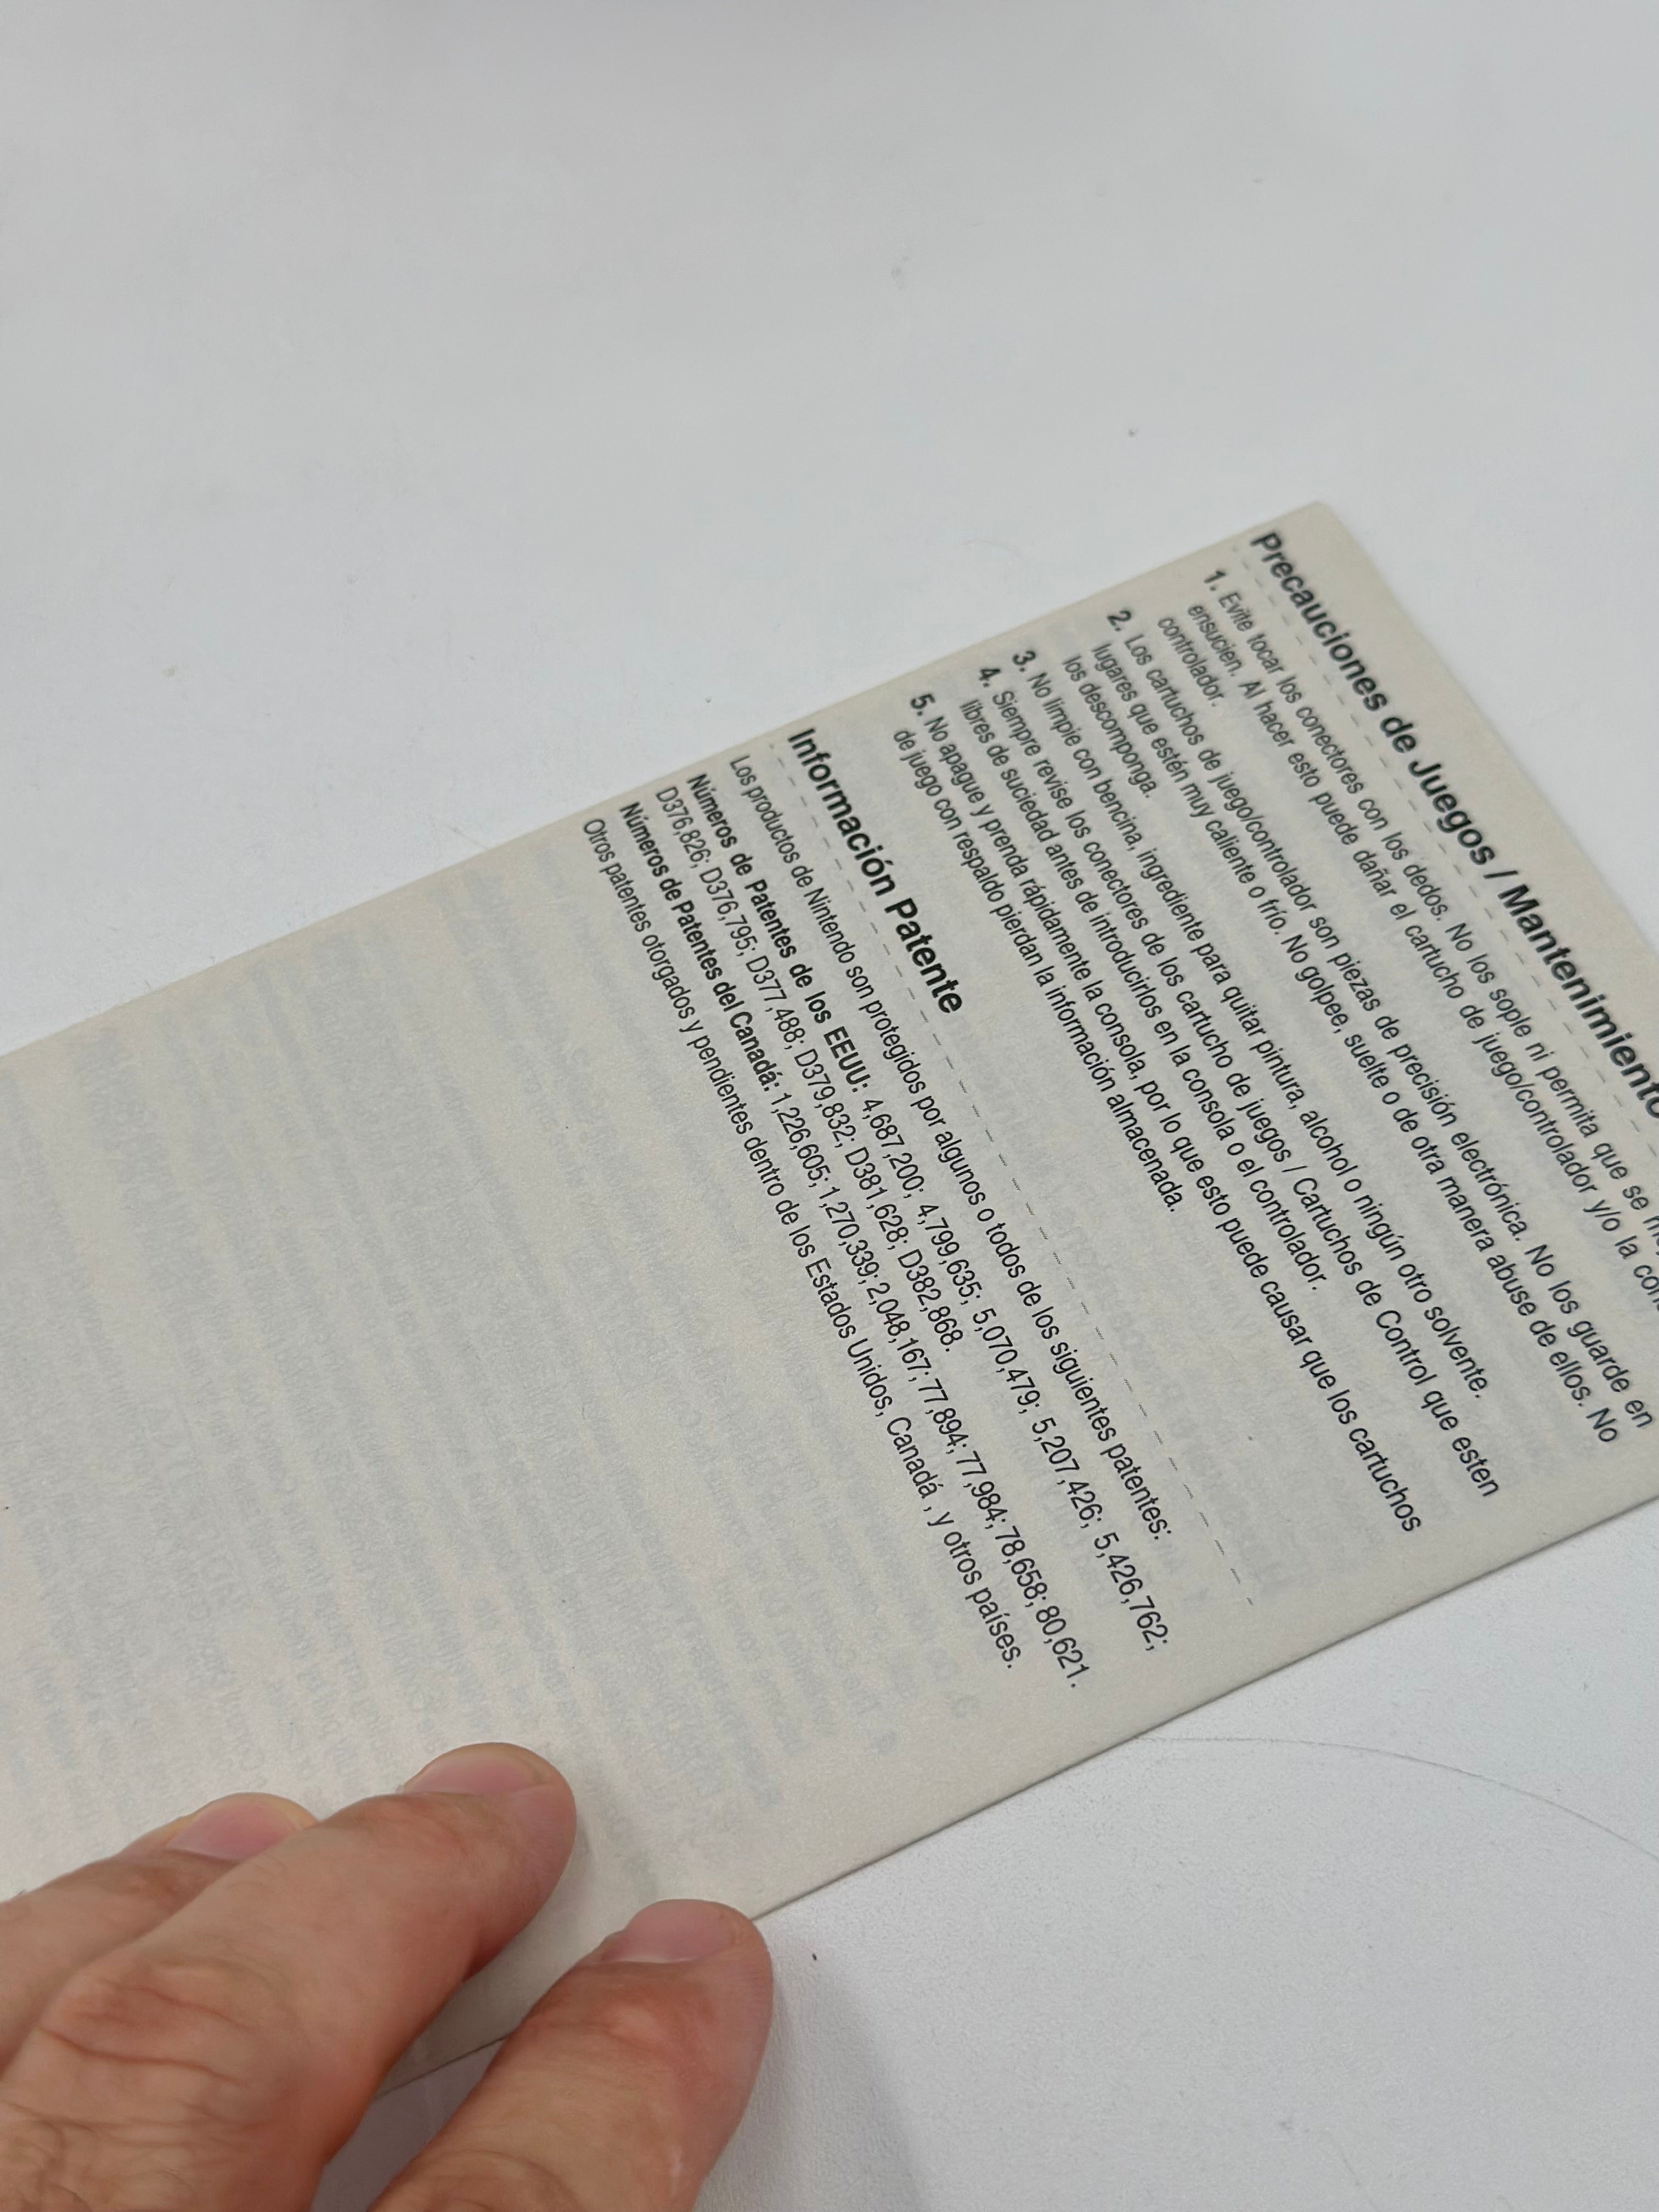 Precauciones de Juegos / Mantenimiento
1. Evite tocar los conectores con los dedos. No los sople ni permita que se
ensucien. Al hacer esto puede dañar el cartucho de juego/controlador y/o la
controlador.
2. Los cartuchos de juego/controlador son piezas de precisión electrónica. No los guarde en
lugares que estén muy caliente o frío. No golpee, suelte o de otra manera abuse de ellos. No
los descomponga.
3. No limpie con bencina, ingrediente para quitar pintura, alcohol o ningún otro solvente.
4. Siempre revise los conectores de los cartucho de juegos / Cartuchos de Control que esten
libres de suciedad antes de introducirlos en la consola o el controlador.
5. No apague y prenda rápidamente la consola, por lo que esto puede causar que los cartuchos
de juego con respaldo pierdan la información almacenada.
Información Patente
Los productos de Nintendo son protegidos por algunos o todos de los siguientes patentes:
Números de Patentes de los EEUU: 4,687,200; 4,799,635; 5,070,479; 5,207,426; 5,426,762;
D376,826; D376,795; D377,488; D379,832; D381,628; D382,868.
Números de Patentes del Canadá: 1,226,605; 1,270,339; 2,048,167; 77,894; 77,984; 78,658; 80,621.
Otros patentes otorgados y pendientes dentro de los Estados Unidos, Canadá , y otros países.